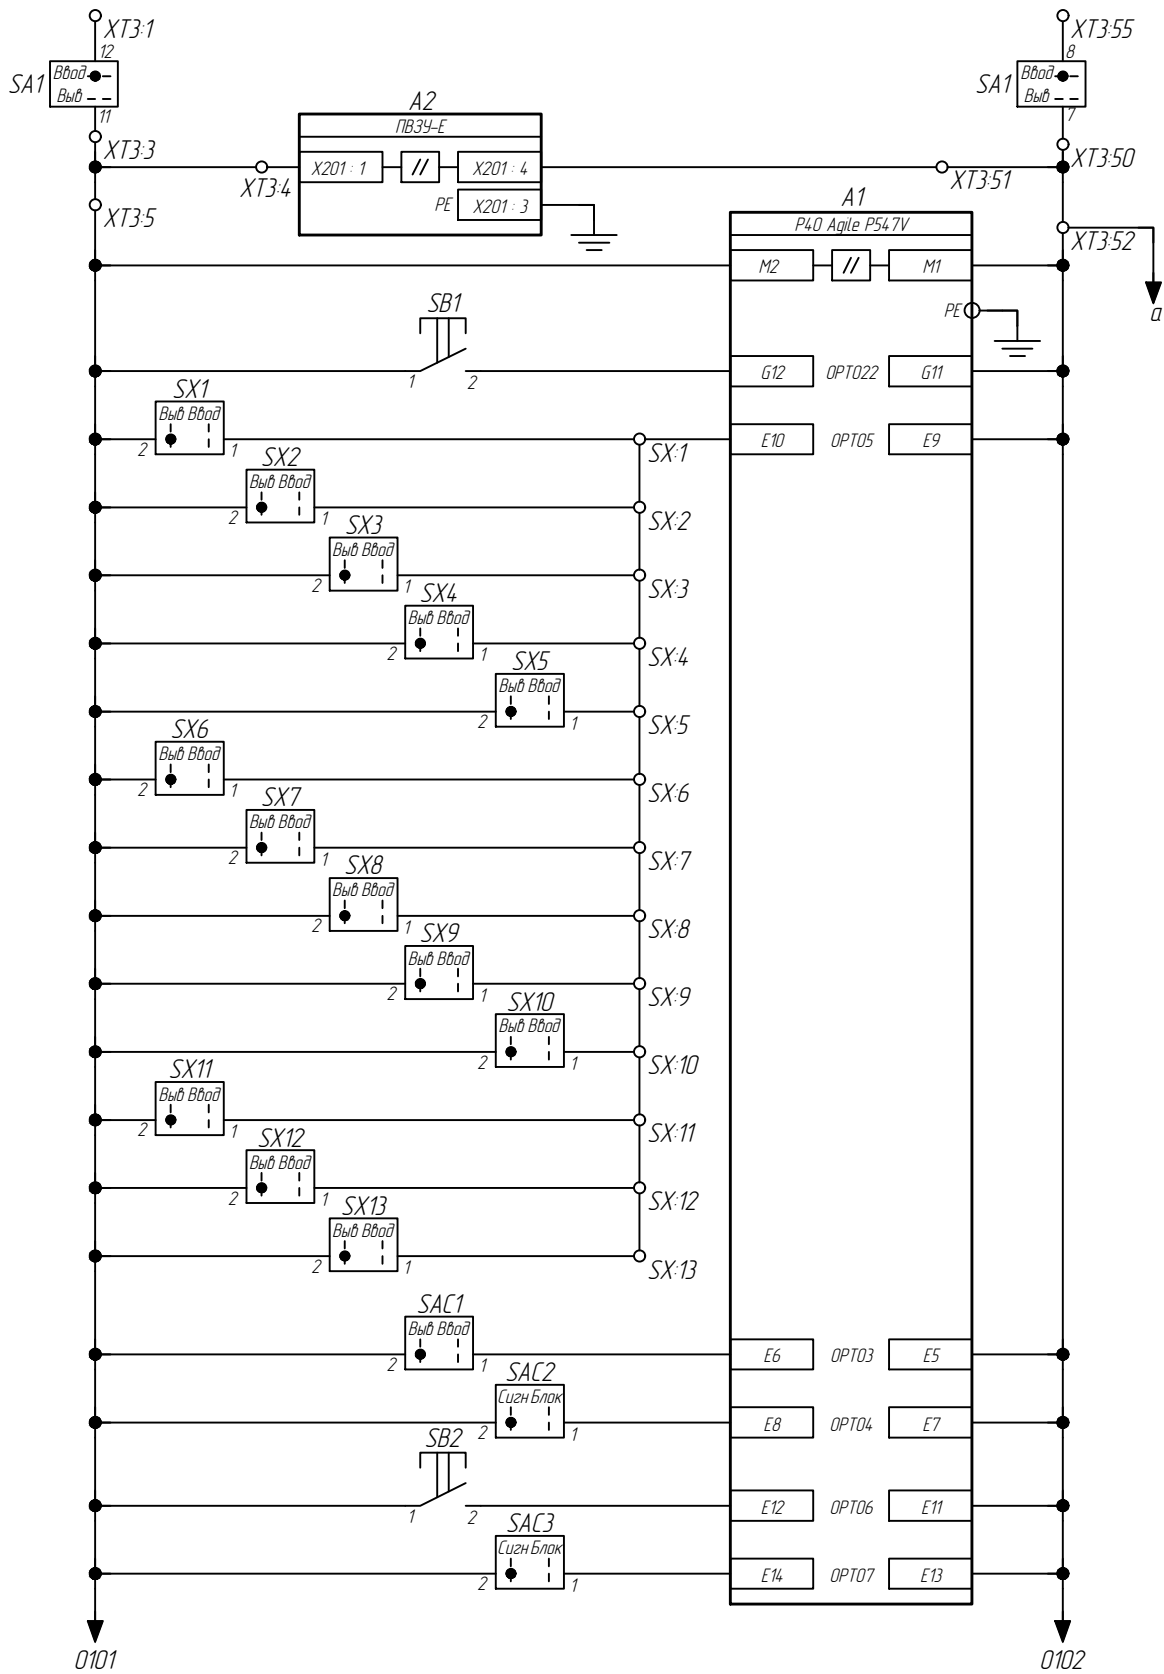 XT3:1
XT3:55
12
8
SA1
Ввод
Выв
SA1
Ввод
Выв
11
7
A2
ПВЗУ-Е
XT3:3
XT3:50
X201 : 1
//
X201 : 4
XT3:4
XT3:51
PE
X201 : 3
A1
XT3:5
P40 Agile P547V
XT3:52
M2
//
M1
PE
a
SB1
1
2
G12
OPTO22
G11
SX1
Выв Ввод
2
1
SX:1
E10
OPTO5
E9
SX2
Выв Ввод
2
1
SX:2
SX3
Выв Ввод
2
1
SX:3
SX4
Выв Ввод
2
1
SX:4
SX5
Выв Ввод
2
1
SX:5
SX6
Выв Ввод
2
1
SX:6
SX7
Выв Ввод
2
1
SX:7
SX8
Выв Ввод
2
1
SX:8
SX9
Выв Ввод
2
1
SX:9
SX10
Выв Ввод
2
1
SX:10
SX11
Выв Ввод
2
1
SX:11
SX12
Выв Ввод
2
1
SX:12
SX13
Выв Ввод
2
1
SX:13
SAC1
Выв Ввод
2
1
E6
OPTO3
E5
SAC2
Сигн Блок
2
1
E8
OPTO4
E7
SB2
1
2
E12
OPTO6
E11
SAC3
Сигн Блок
2
1
E14
OPTO7
E13
0101
0102